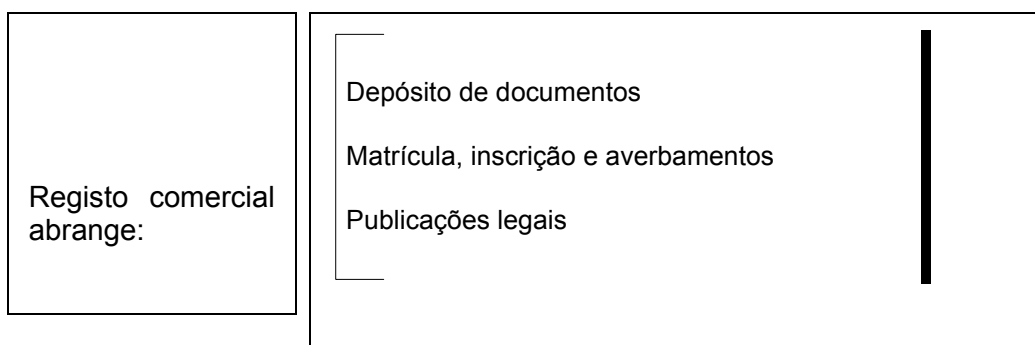 Registo comercial
abrange:
Depósito de documentos
Matrícula, inscrição e averbamentos
Publicações legais